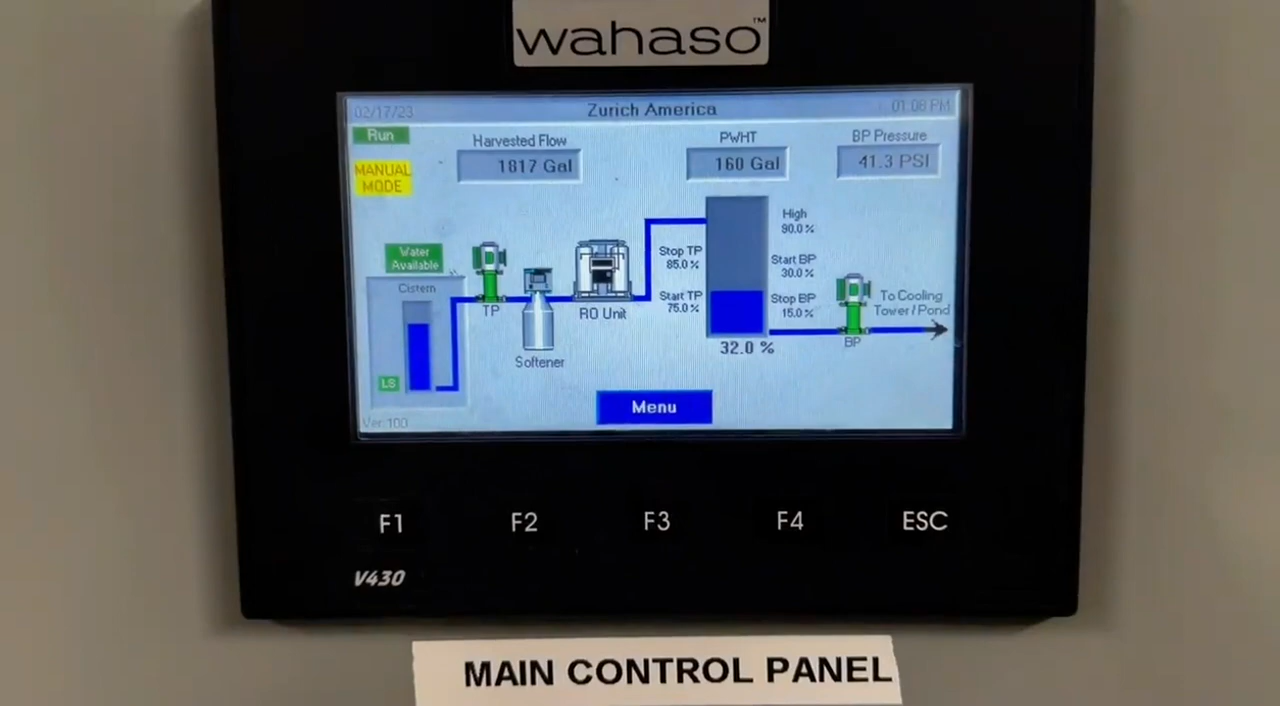 wahaso™
02/17/23 Zurich America 01:08 PM
Run
MANUAL
MODE
Harvested Flow
1817 Gal
PWHT
160 Gal
BP Pressure
41.3 PSI
Water
Available
Cistern
LS
TP
Softener
RO Unit
Stop TP
85.0 %
Start TP
75.0 %
High
90.0 %
Start BP
30.0 %
Stop BP
15.0 %
32.0 %
BP
To Cooling
Tower / Pond
Menu
Ver:100
F1 F2 F3 F4 ESC
V430
MAIN CONTROL PANEL